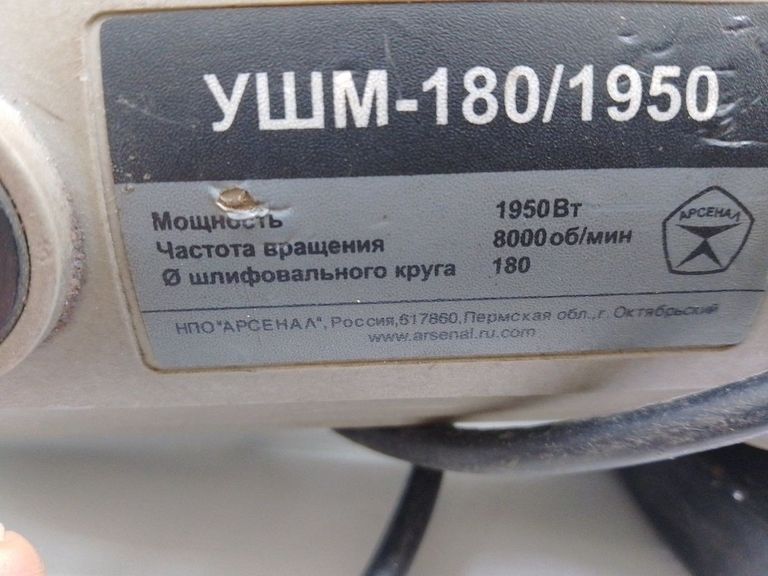 УШМ-180/1950
Мощность 1950Вт
Частота вращения 8000об/мин
Ø шлифовального круга 180
АРСЕНАЛ
НПО"АРСЕНАЛ",Россия,617860,Пермская обл.,г. Октябрьский
www.arsenal.ru.com